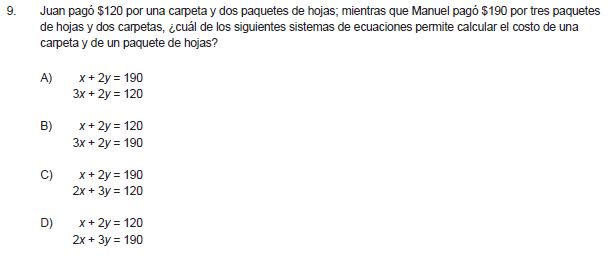 9. Juan pagó $120 por una carpeta y dos paquetes de hojas; mientras que Manuel pagó $190 por tres paquetes
de hojas y dos carpetas, ¿cuál de los siguientes sistemas de ecuaciones permite calcular el costo de una
carpeta y de un paquete de hojas?
A) x + 2y = 190
3x + 2y = 120
B) x + 2y = 120
3x + 2y = 190
C) x + 2y = 190
2x + 3y = 120
D) x + 2y = 120
2x + 3y = 190